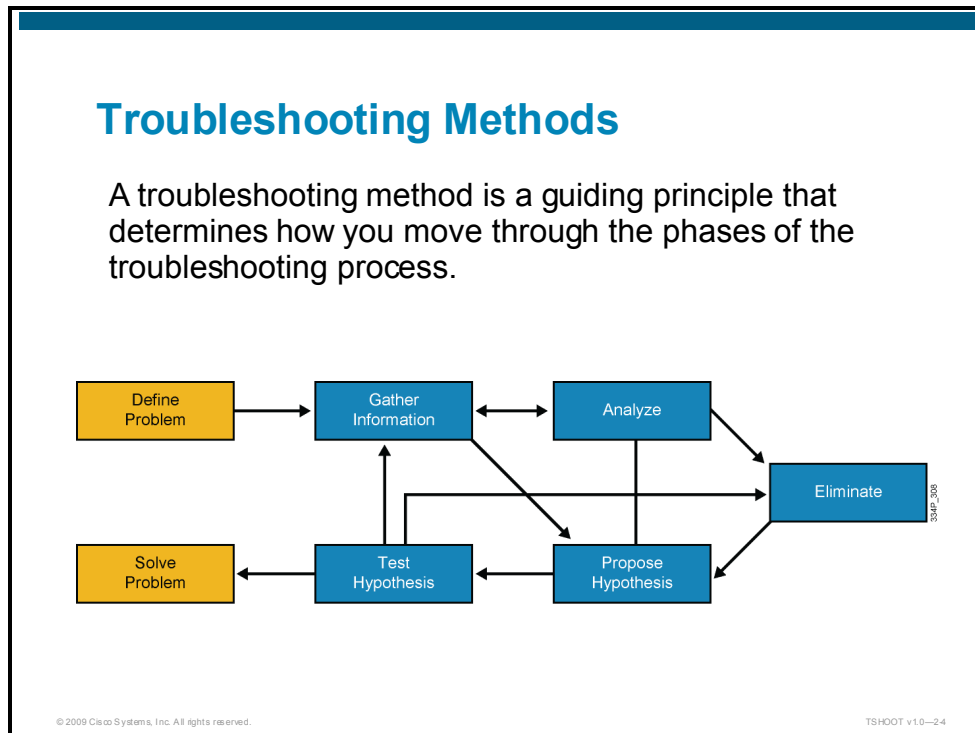 Troubleshooting Methods
A troubleshooting method is a guiding principle that
determines how you move through the phases of the
troubleshooting process.
Define
Problem
Gather
Information
Analyze
Eliminate
334P_308
Solve
Problem
Test
Hypothesis
Propose
Hypothesis
© 2009 Cisco Systems, Inc. All rights reserved.
TSHOOT v1.0—2-4